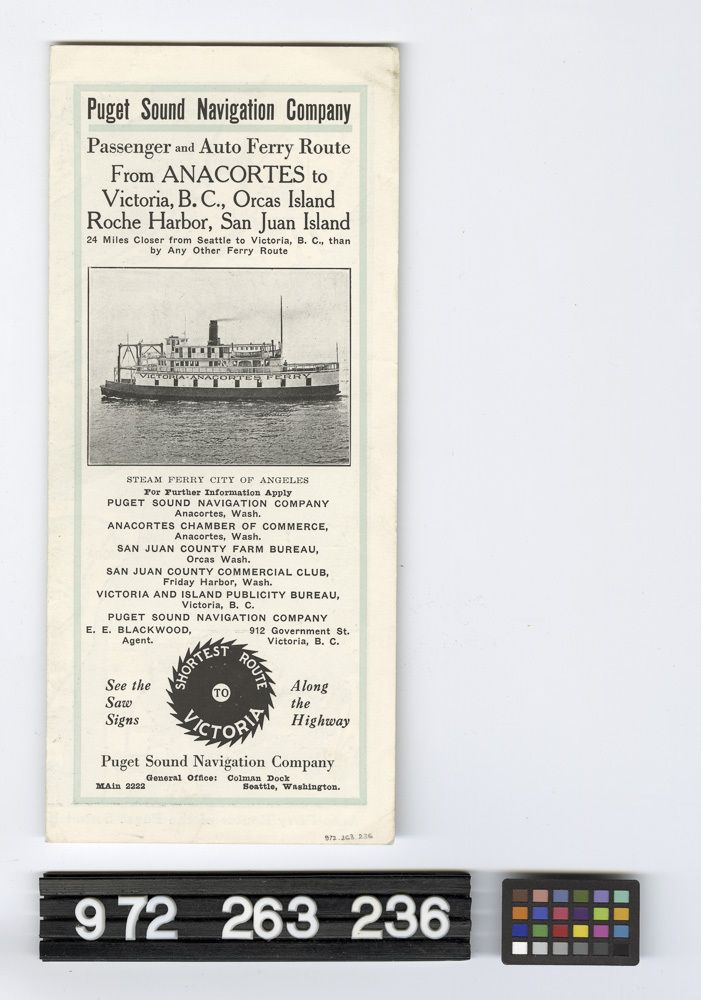 Puget Sound Navigation Company
Passenger and Auto Ferry Route
From ANACORTES to
Victoria, B. C., Orcas Island
Roche Harbor, San Juan Island
24 Miles Closer from Seattle to Victoria, B. C., than
by Any Other Ferry Route
VICTORIA-ANACORTES FERRY
STEAM FERRY CITY OF ANGELES
For Further Information Apply
PUGET SOUND NAVIGATION COMPANY
Anacortes, Wash.
ANACORTES CHAMBER OF COMMERCE,
Anacortes, Wash.
SAN JUAN COUNTY FARM BUREAU,
Orcas Wash.
SAN JUAN COUNTY COMMERCIAL CLUB,
Friday Harbor, Wash.
VICTORIA AND ISLAND PUBLICITY BUREAU,
Victoria, B. C.
PUGET SOUND NAVIGATION COMPANY
E. E. BLACKWOOD, 912 Government St.
Agent. Victoria, B. C.
See the
Saw
Signs
SHORTEST ROUTE
TO
VICTORIA
Along
the
Highway
Puget Sound Navigation Company
General Office: Colman Dock
MAin 2222 Seattle, Washington.
972.263.236
972 263 236